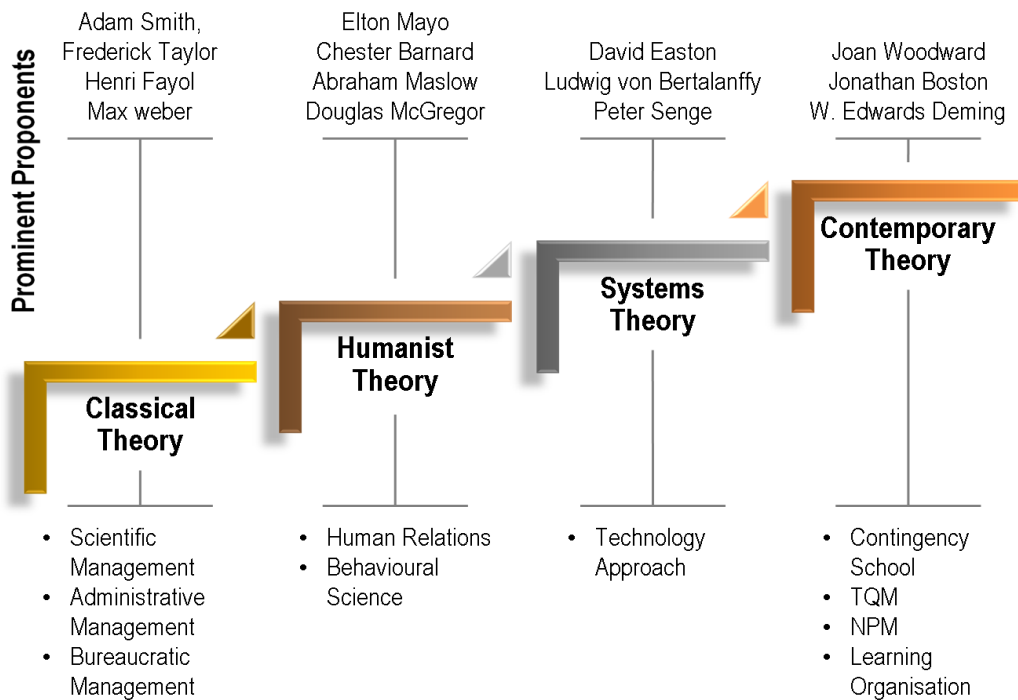 Prominent Proponents
Adam Smith,
Frederick Taylor
Henri Fayol
Max weber
Elton Mayo
Chester Barnard
Abraham Maslow
Douglas McGregor
David Easton
Ludwig von Bertalanffy
Peter Senge
Joan Woodward
Jonathan Boston
W. Edwards Deming
Classical
Theory
Humanist
Theory
Systems
Theory
Contemporary
Theory
• Scientific
Management
• Administrative
Management
• Bureaucratic
Management
• Human Relations
• Behavioural
Science
• Technology
Approach
• Contingency
School
• TQM
• NPM
• Learning
Organisation